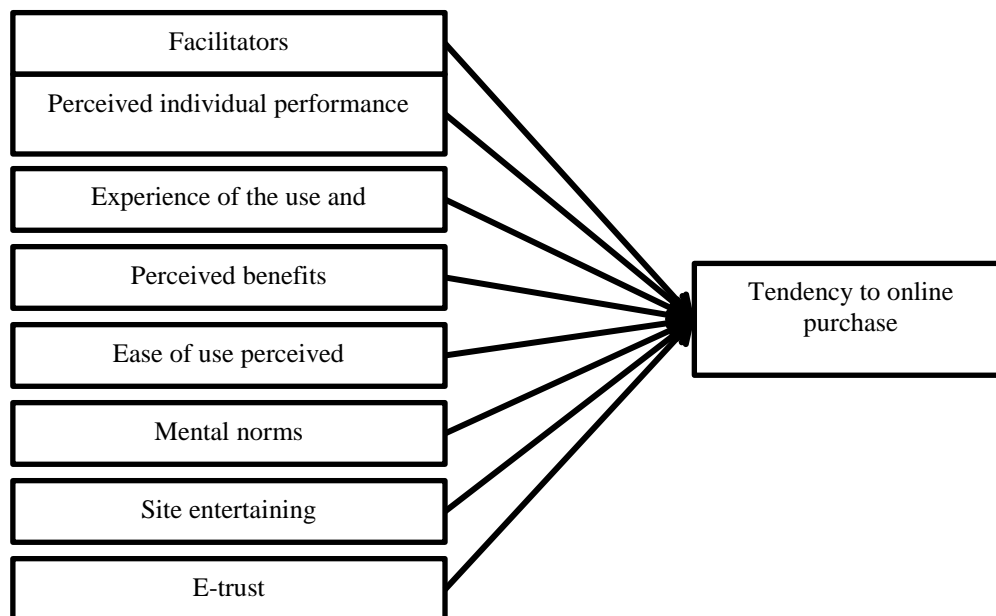 Facilitators
Perceived individual performance
Experience of the use and
Perceived benefits
Ease of use perceived
Mental norms
Site entertaining
E-trust
Tendency to online
purchase